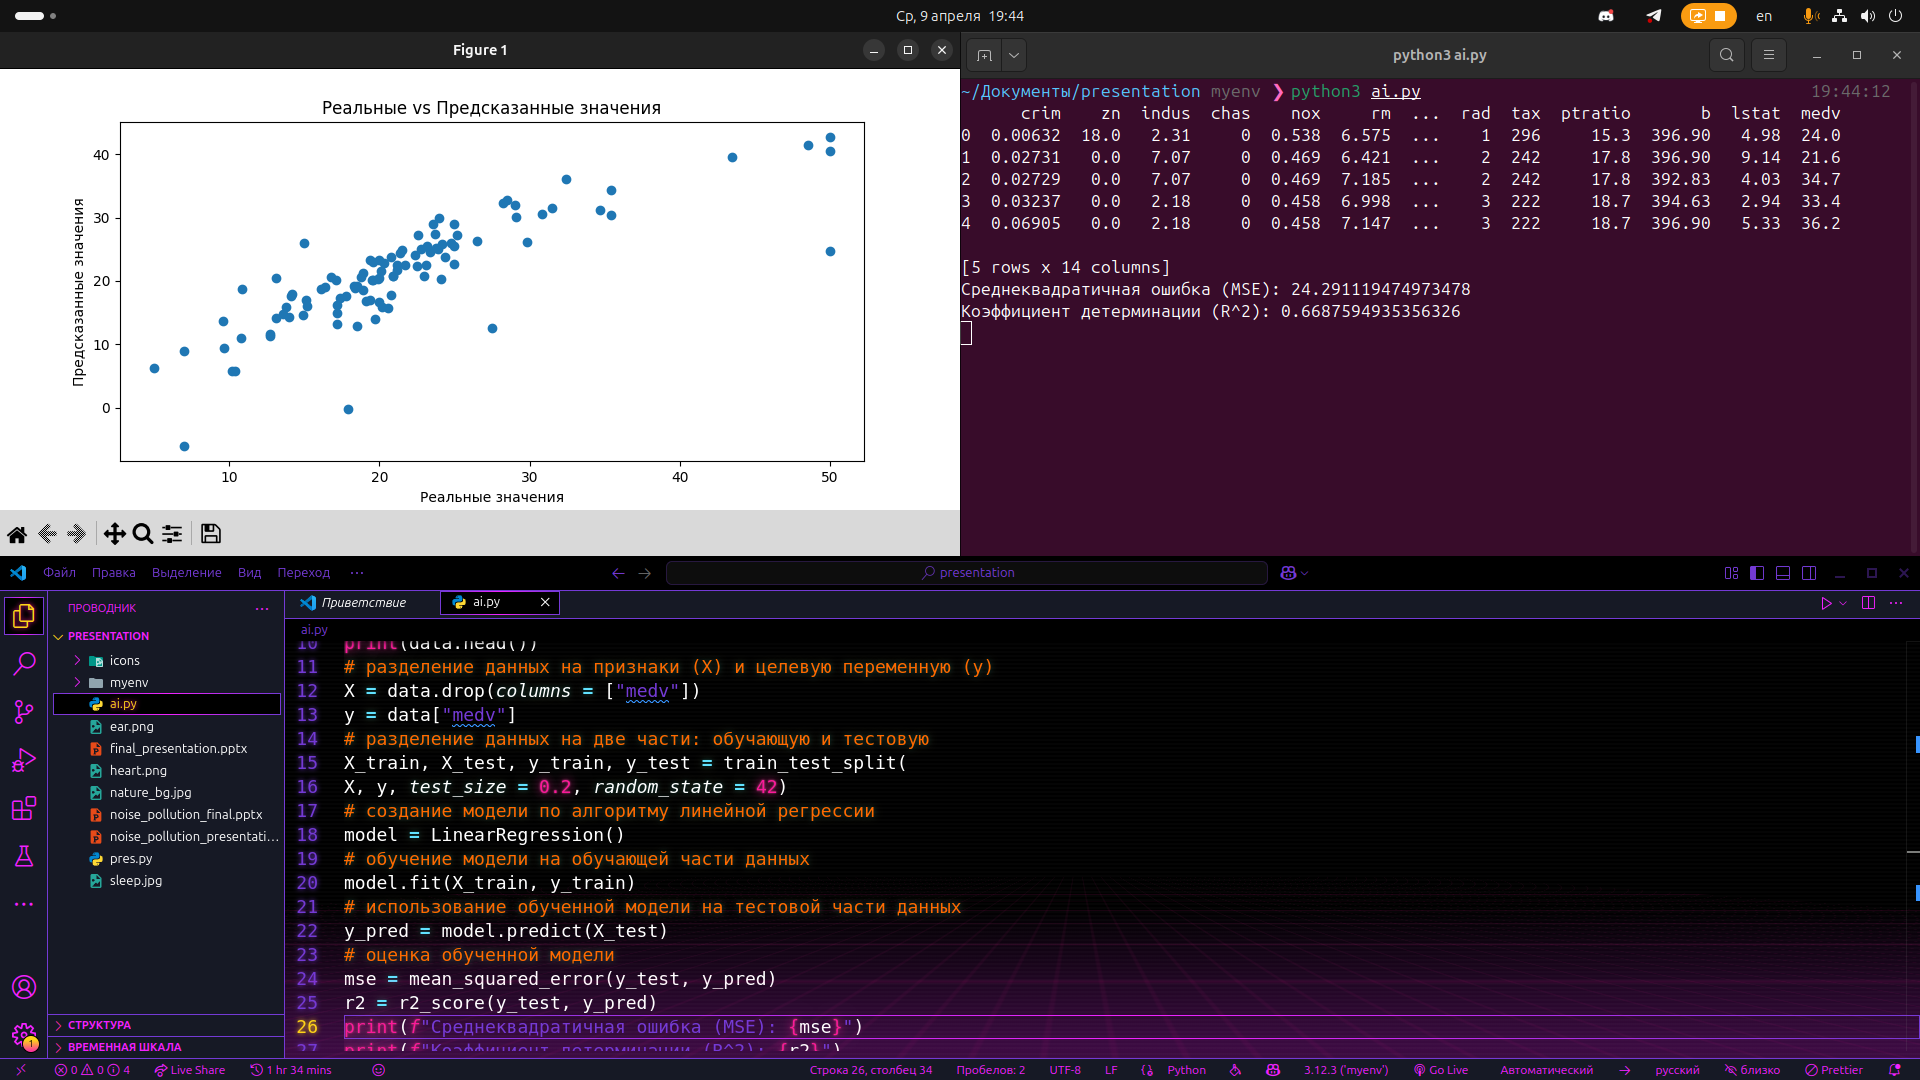 Ср, 9 апреля 19:44
en
Figure 1
Реальные vs Предсказанные значения
Предсказанные значения
40
30
20
10
0
10 20 30 40 50
Реальные значения
python3 ai.py
~/Документы/presentation myenv ❯ python3 ai.py 19:44:12
crim zn indus chas nox rm ... rad tax ptratio b lstat medv
0 0.00632 18.0 2.31 0 0.538 6.575 ... 1 296 15.3 396.90 4.98 24.0
1 0.02731 0.0 7.07 0 0.469 6.421 ... 2 242 17.8 396.90 9.14 21.6
2 0.02729 0.0 7.07 0 0.469 7.185 ... 2 242 17.8 392.83 4.03 34.7
3 0.03237 0.0 2.18 0 0.458 6.998 ... 3 222 18.7 394.63 2.94 33.4
4 0.06905 0.0 2.18 0 0.458 7.147 ... 3 222 18.7 396.90 5.33 36.2
[5 rows x 14 columns]
Среднеквадратичная ошибка (MSE): 24.291119474973478
Коэффициент детерминации (R^2): 0.6687594935356326
Файл Правка Выделение Вид Переход ...
presentation
ПРОВОДНИК ...
PRESENTATION
icons
myenv
ai.py
ear.png
final_presentation.pptx
heart.png
nature_bg.jpg
noise_pollution_final.pptx
noise_pollution_presentati...
pres.py
sleep.jpg
СТРУКТУРА
ВРЕМЕННАЯ ШКАЛА
1
Приветствие
ai.py
ai.py
10 print(data.head())
11 # разделение данных на признаки (X) и целевую переменную (y)
12 X = data.drop(columns = ["medv"])
13 y = data["medv"]
14 # разделение данных на две части: обучающую и тестовую
15 X_train, X_test, y_train, y_test = train_test_split(
16 X, y, test_size = 0.2, random_state = 42)
17 # создание модели по алгоритму линейной регрессии
18 model = LinearRegression()
19 # обучение модели на обучающей части данных
20 model.fit(X_train, y_train)
21 # использование обученной модели на тестовой части данных
22 y_pred = model.predict(X_test)
23 # оценка обученной модели
24 mse = mean_squared_error(y_test, y_pred)
25 r2 = r2_score(y_test, y_pred)
26 print(f"Среднеквадратичная ошибка (MSE): {mse}")
27 print(f"Коэффициент детерминации (R^2): {r2}")
0 0 4 Live Share 1 hr 34 mins Строка 26, столбец 34 Пробелов: 2 UTF-8 LF Python 3.12.3 ('myenv') Go Live Автоматический → русский близко Prettier